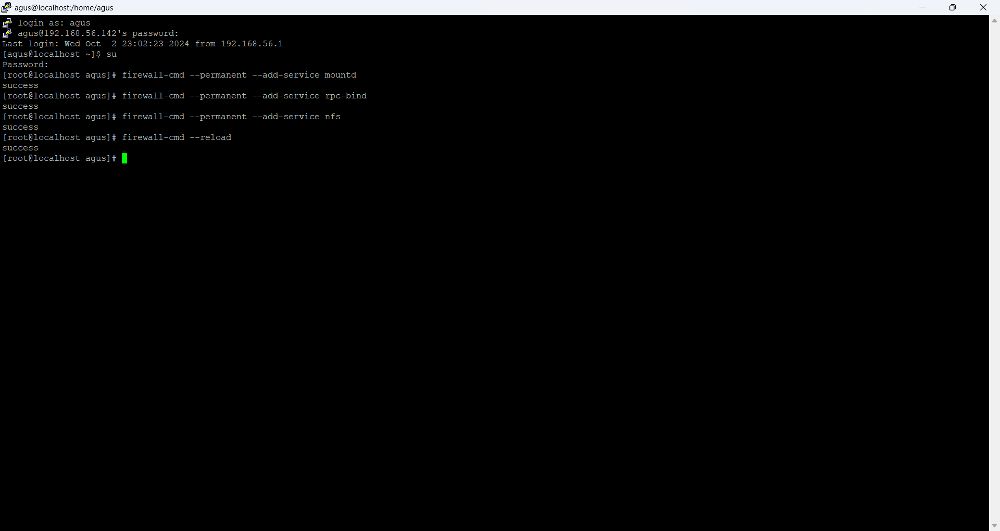 agus@localhost:/home/agus
login as: agus
agus@192.168.56.142's password:
Last login: Wed Oct  2 23:02:23 2024 from 192.168.56.1
[agus@localhost ~]$ su
Password:
[root@localhost agus]# firewall-cmd --permanent --add-service mountd
success
[root@localhost agus]# firewall-cmd --permanent --add-service rpc-bind
success
[root@localhost agus]# firewall-cmd --permanent --add-service nfs
success
[root@localhost agus]# firewall-cmd --reload
success
[root@localhost agus]#